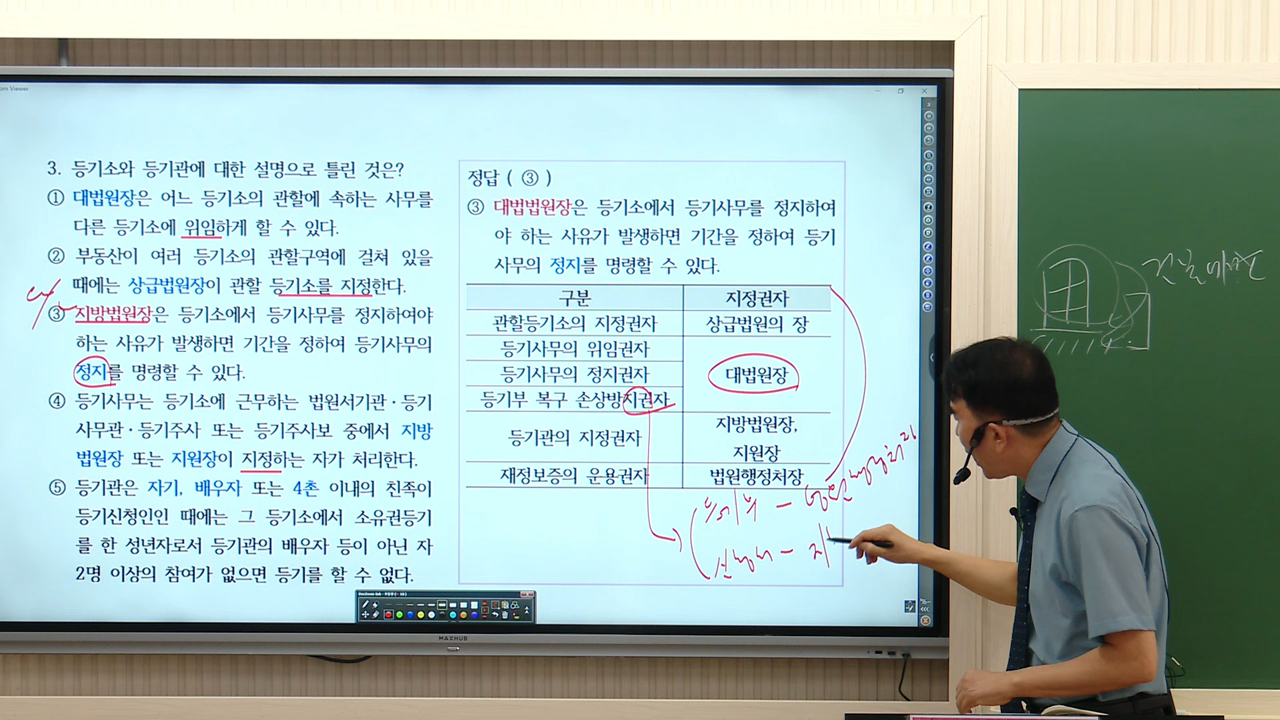 3. 등기소와 등기관에 대한 설명으로 틀린 것은?
① 대법원장은 어느 등기소의 관할에 속하는 사무를
다른 등기소에 위임하게 할 수 있다.
② 부동산이 여러 등기소의 관할구역에 걸쳐 있을
때에는 상급법원장이 관할 등기소를 지정한다.
③ 지방법원장은 등기소에서 등기사무를 정지하여야
하는 사유가 발생하면 기간을 정하여 등기사무의
정지를 명령할 수 있다.
④ 등기사무는 등기소에 근무하는 법원서기관·등기
사무관·등기주사 또는 등기주사보 중에서 지방
법원장 또는 지원장이 지정하는 자가 처리한다.
⑤ 등기관은 자기, 배우자 또는 4촌 이내의 친족이
등기신청인인 때에는 그 등기소에서 소유권등기
를 한 성년자로서 등기관의 배우자 등이 아닌 자
2명 이상의 참여가 없으면 등기를 할 수 없다.
정답 ( ③ )
③ 대법법원장은 등기소에서 등기사무를 정지하여
야 하는 사유가 발생하면 기간을 정하여 등기
사무의 정지를 명령할 수 있다.
구분 지정권자
관할등기소의 지정권자 상급법원의 장
등기사무의 위임권자
등기사무의 정지권자 대법원장
등기부 복구 손상방지권자
등기관의 지정권자 지방법원장,
지원장
재정보증의 운용권자 법원행정처장
MAXHUB